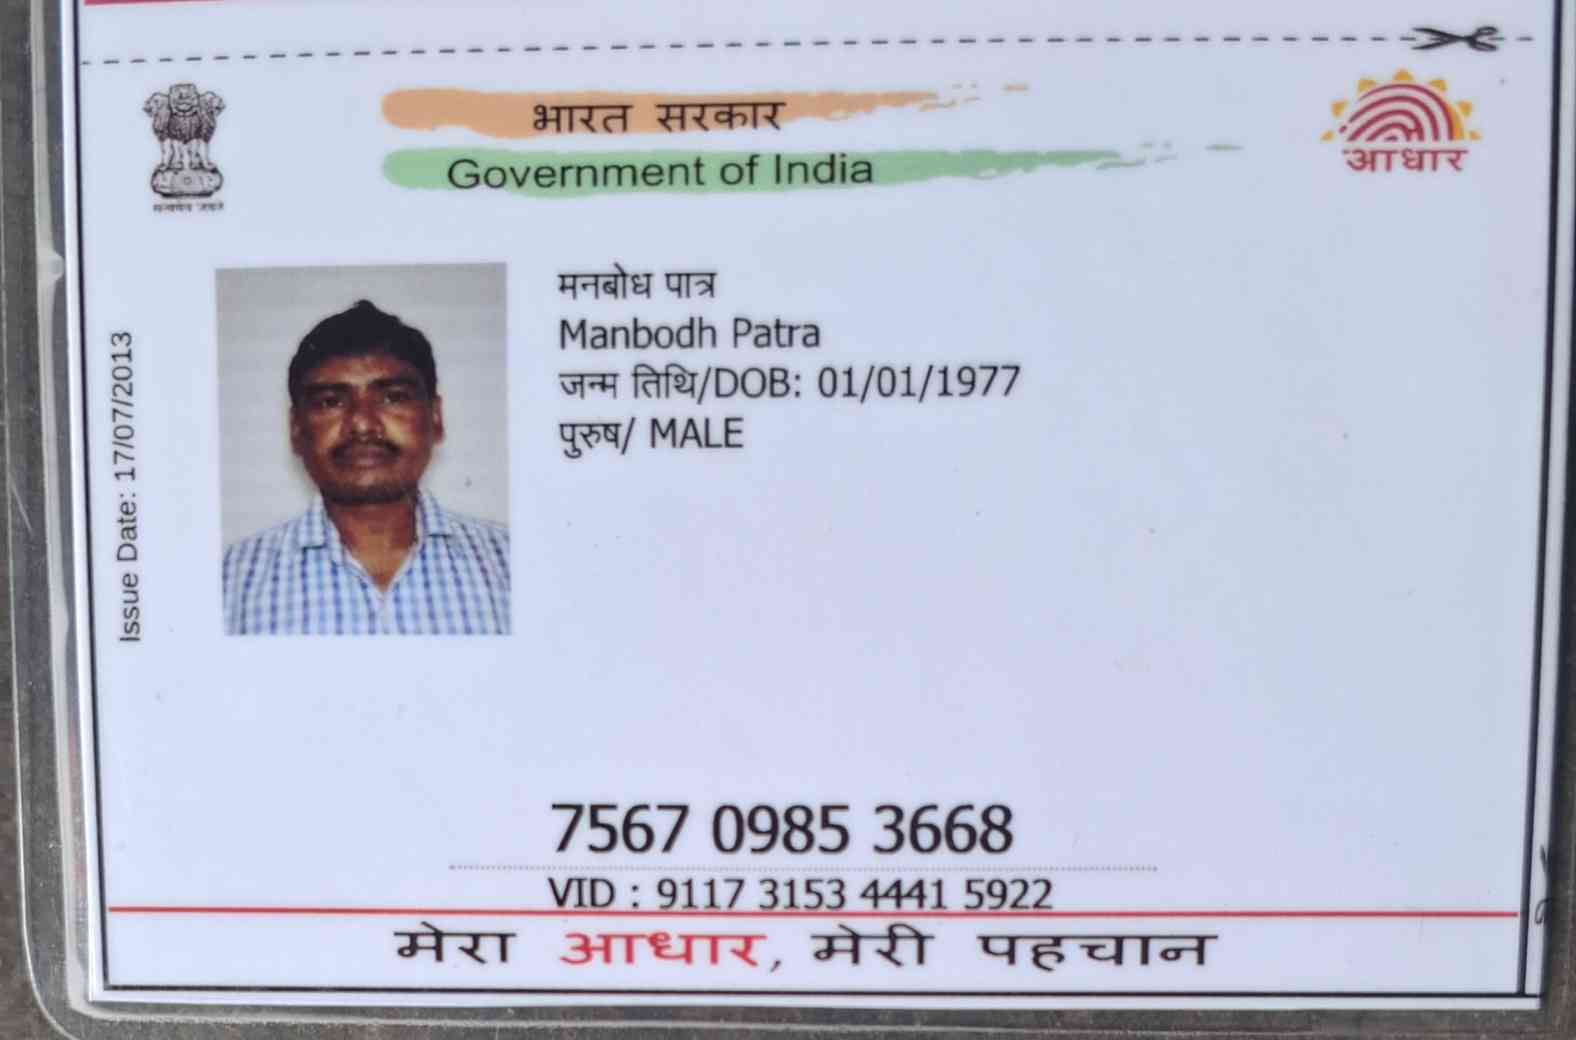 भारत सरकार
Government of India
आधार
सत्यमेव जयते
Issue Date: 17/07/2013
मनबोध पात्र
Manbodh Patra
जन्म तिथि/DOB: 01/01/1977
पुरुष/ MALE
7567 0985 3668
VID : 9117 3153 4441 5922
मेरा आधार, मेरी पहचान